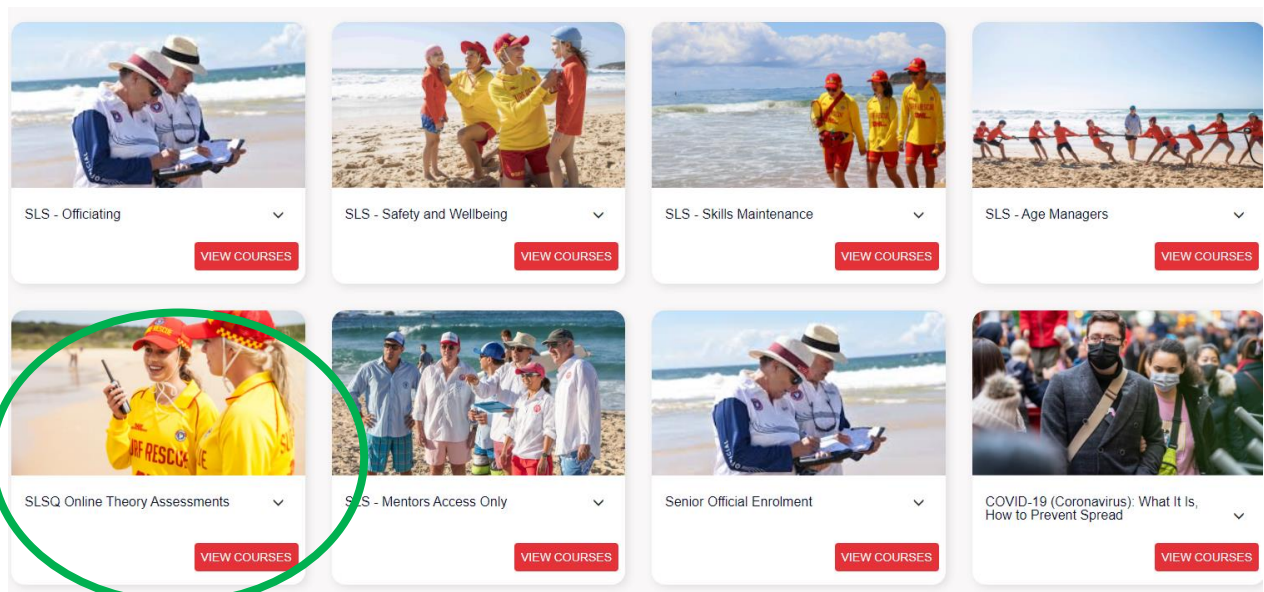 SLS - Officiating
SLS - Safety and Wellbeing
SLS - Skills Maintenance
SLS - Age Managers
VIEW COURSES
VIEW COURSES
VIEW COURSES
VIEW COURSES
SURF RESCUE
SLSQ Online Theory Assessments
SLS - Mentors Access Only
Senior Official Enrolment
COVID-19 (Coronavirus): What It Is,
How to Prevent Spread
VIEW COURSES
VIEW COURSES
VIEW COURSES
VIEW COURSES